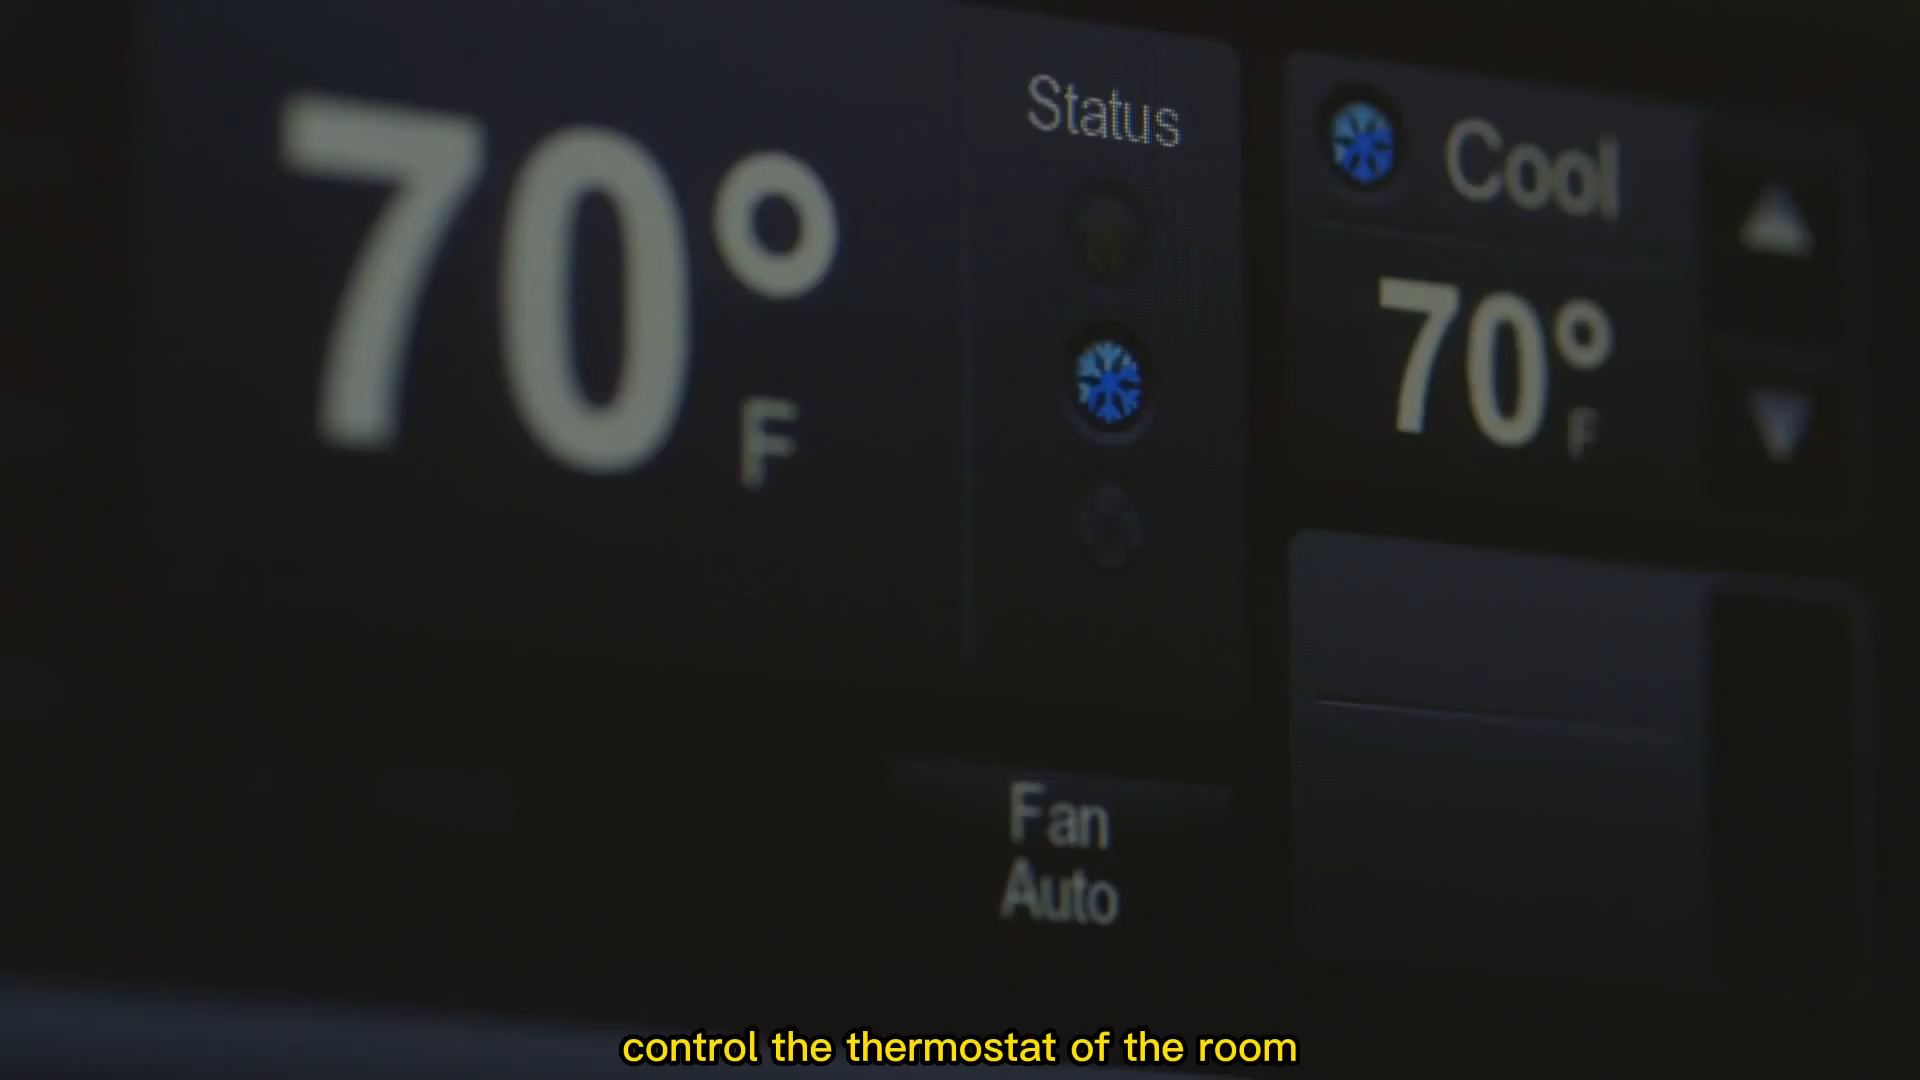 70°
F
Status
Cool
70°
F
Fan
Auto
control the thermostat of the room